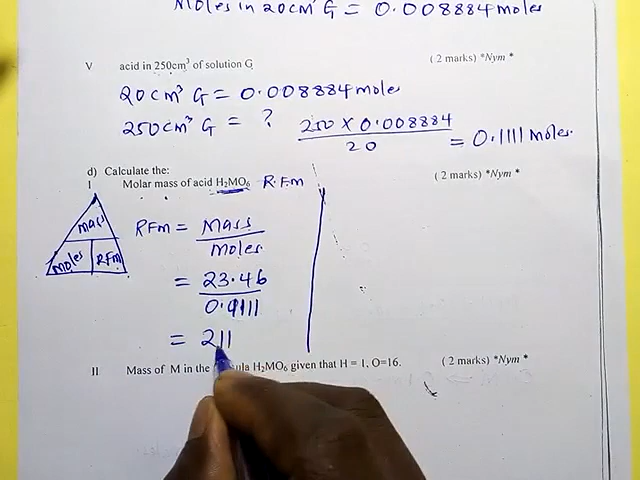 Moles in 20cm³ G = 0.008884 moles
V acid in 250cm³ of solution G (2 marks) *Nym *
20cm³ G = 0.008884 moles
250cm³ G = ? 250 X 0.008884 / 20 = 0.1111 moles.
d) Calculate the:
I Molar mass of acid H₂MO₆ R.F.m (2 marks) *Nym *
Mass
Moles RFm
RFm = Mass / Moles
= 23.46 / 0.1111
= 211
II Mass of M in the H₂MO₆ given that H = 1, O=16. (2 marks) *Nym *